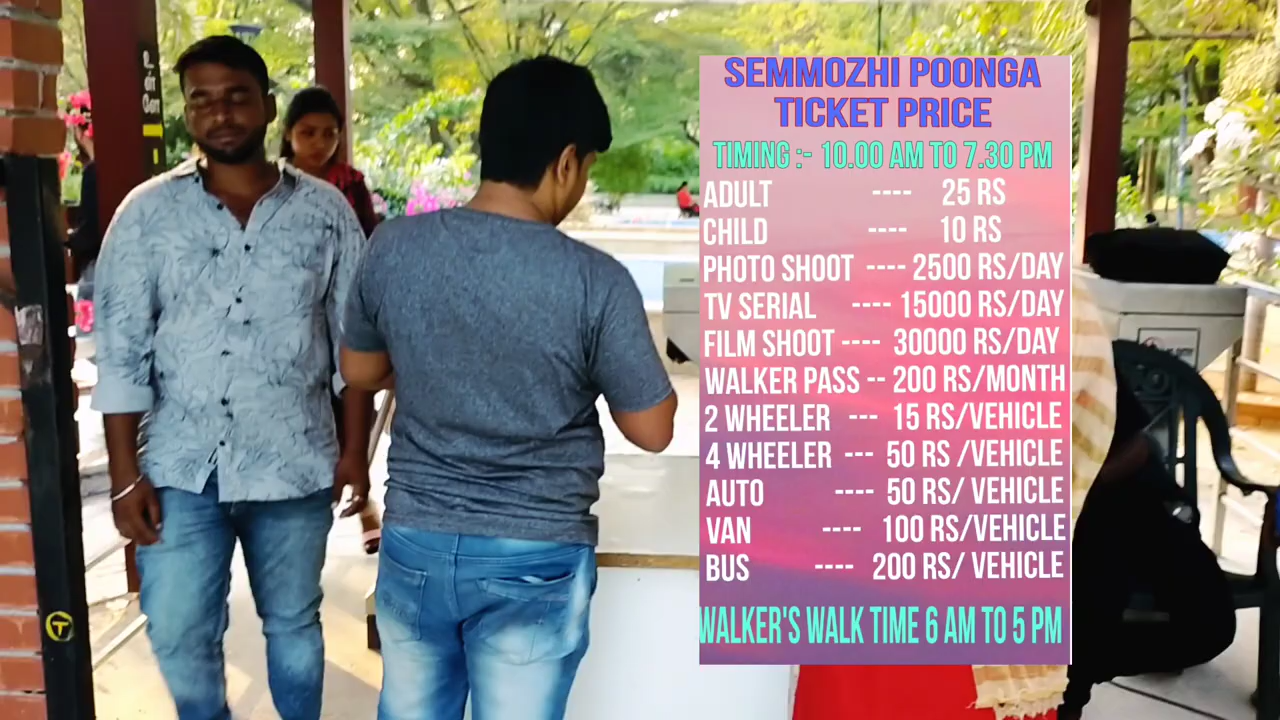 SEMMOZHI POONGA
TICKET PRICE
TIMING :- 10.00 AM TO 7.30 PM
ADULT ---- 25 RS
CHILD ---- 10 RS
PHOTO SHOOT ---- 2500 RS/DAY
TV SERIAL ---- 15000 RS/DAY
FILM SHOOT ---- 30000 RS/DAY
WALKER PASS -- 200 RS/MONTH
2 WHEELER --- 15 RS/VEHICLE
4 WHEELER --- 50 RS /VEHICLE
AUTO ---- 50 RS/ VEHICLE
VAN ---- 100 RS/VEHICLE
BUS ---- 200 RS/ VEHICLE
WALKER'S WALK TIME 6 AM TO 5 PM
T